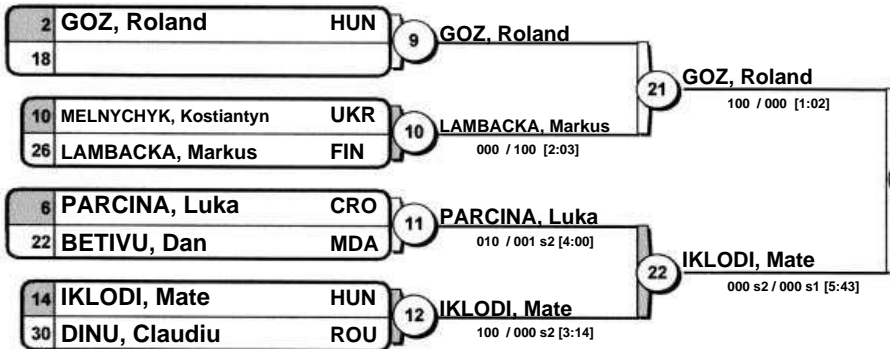 2 GOZ, Roland HUN
18
9 GOZ, Roland
10 MELNYCHYK, Kostiantyn UKR
26 LAMBACKA, Markus FIN
10 LAMBACKA, Markus
000 / 100 [2:03]
21 GOZ, Roland
100 / 000 [1:02]
6 PARCINA, Luka CRO
22 BETIVU, Dan MDA
11 PARCINA, Luka
010 / 001 s2 [4:00]
14 IKLODI, Mate HUN
30 DINU, Claudiu ROU
12 IKLODI, Mate
100 / 000 s2 [3:14]
22 IKLODI, Mate
000 s2 / 000 s1 [5:43]